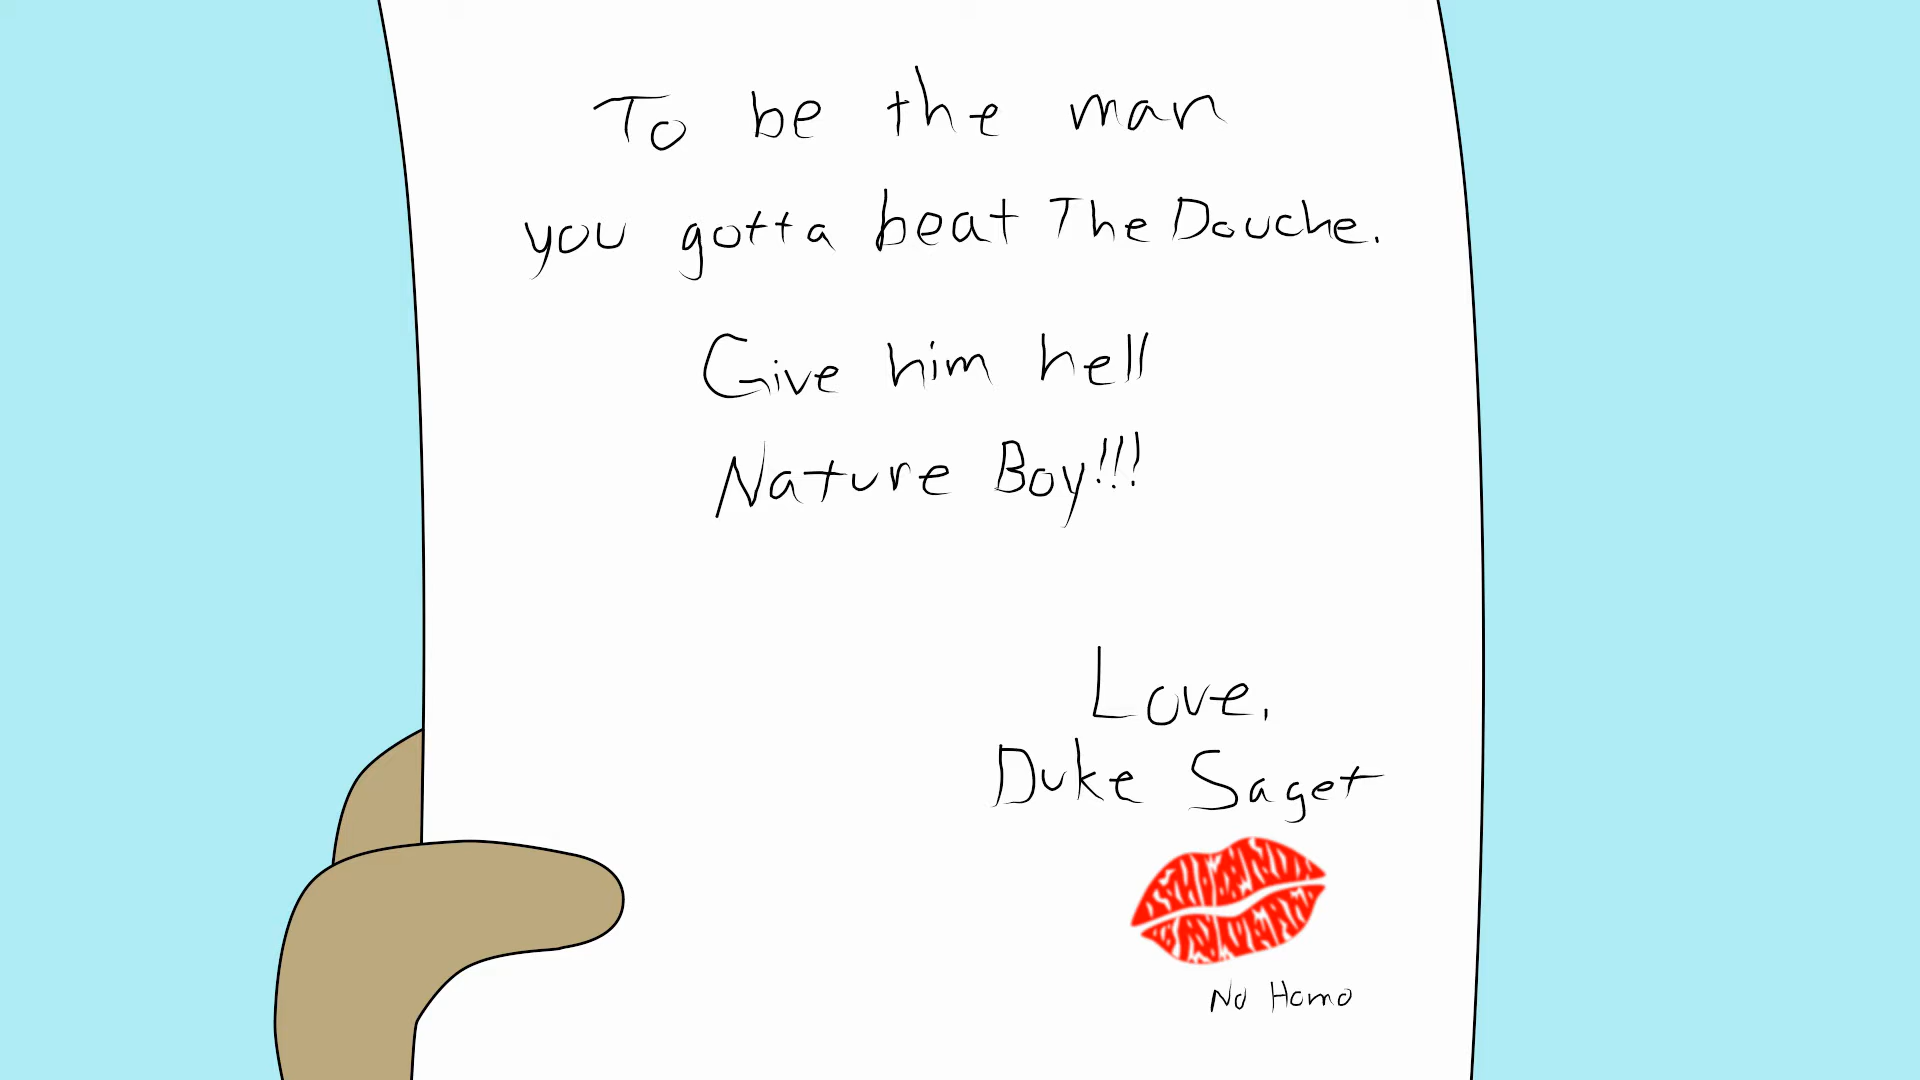 To be the man
you gotta beat The Douche.
Give him hell
Nature Boy!!!
Love,
Duke Saget
No Homo